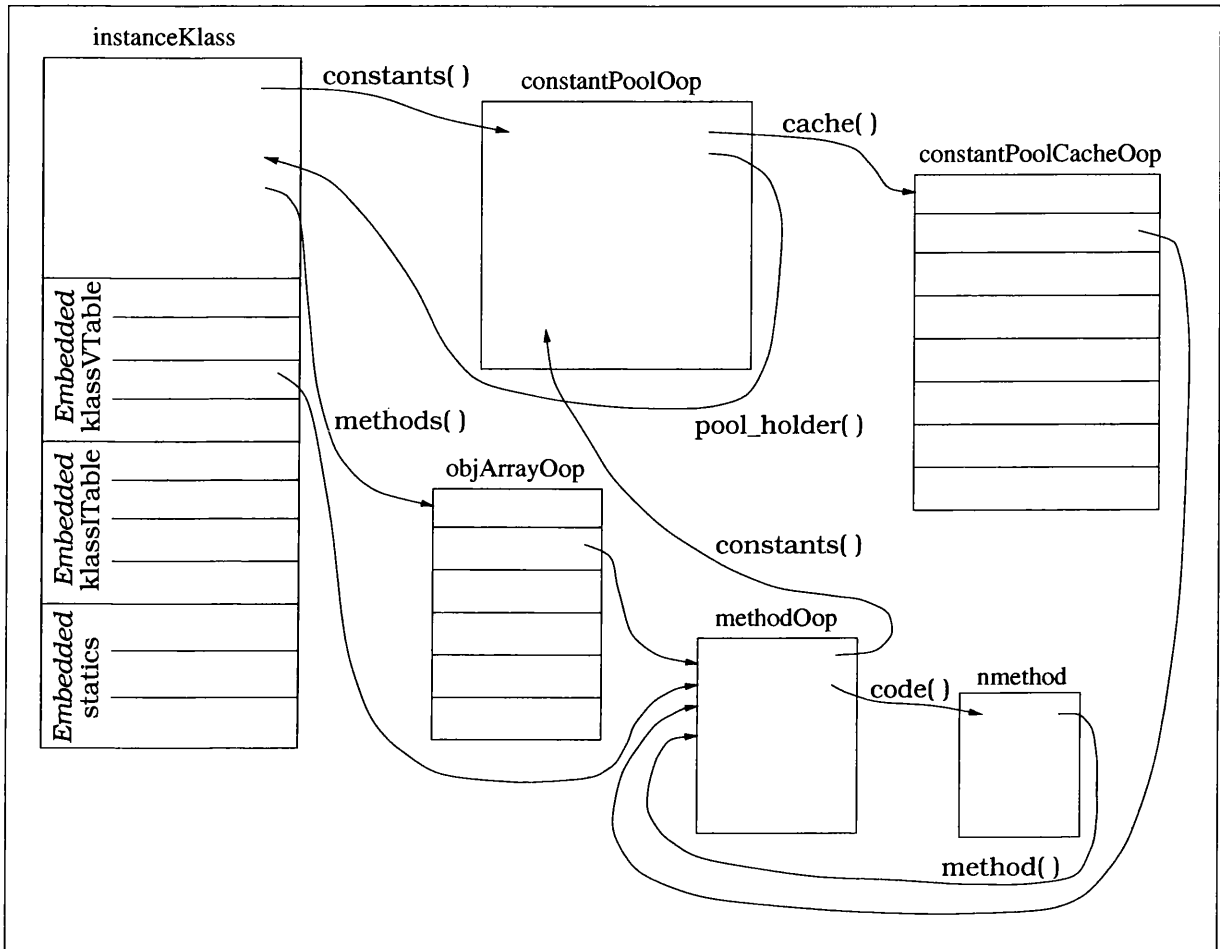 instanceKlass
constants( )
constantPoolOop
cache( )
constantPoolCacheOop
Embedded
klassVTable
methods( )
pool_holder( )
objArrayOop
Embedded
klassITable
constants( )
methodOop
Embedded
statics
code( )
nmethod
method( )